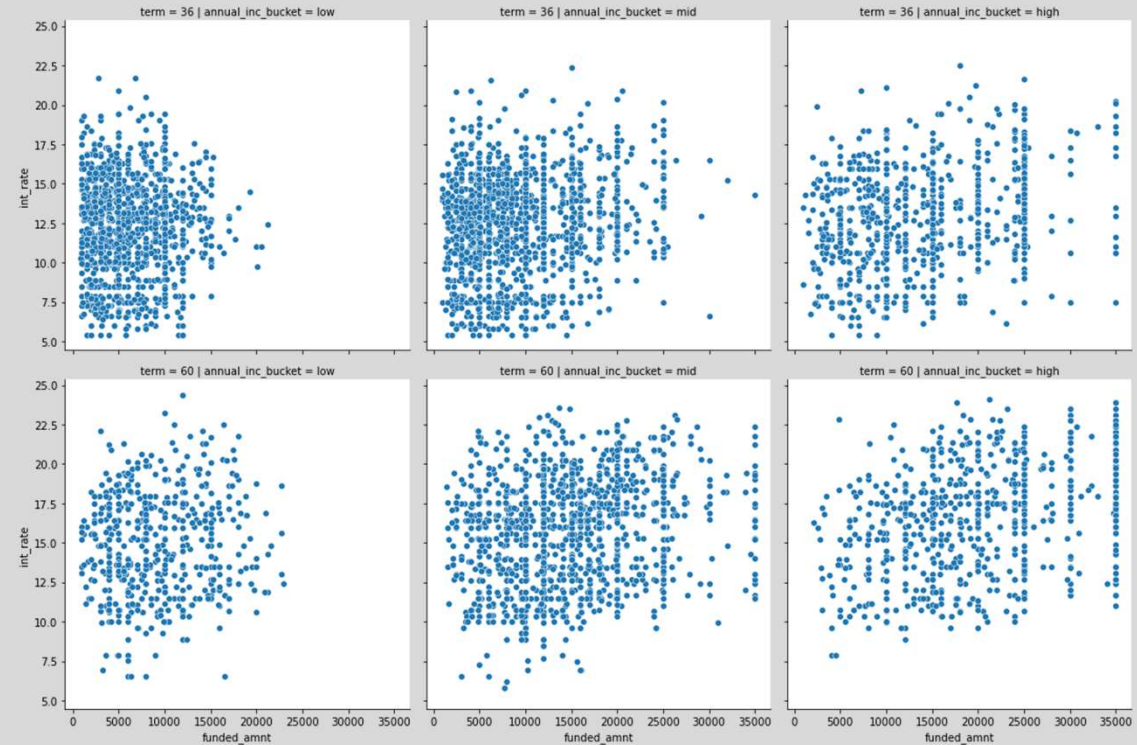 term = 36 | annual_inc_bucket = low
term = 36 | annual_inc_bucket = mid
term = 36 | annual_inc_bucket = high
25.0
22.5
20.0
17.5
15.0
12.5
10.0
7.5
5.0
int_rate
term = 60 | annual_inc_bucket = low
term = 60 | annual_inc_bucket = mid
term = 60 | annual_inc_bucket = high
25.0
22.5
20.0
17.5
15.0
12.5
10.0
7.5
5.0
int_rate
0 5000 10000 15000 20000 25000 30000 35000
0 5000 10000 15000 20000 25000 30000 35000
0 5000 10000 15000 20000 25000 30000 35000
funded_amnt
funded_amnt
funded_amnt